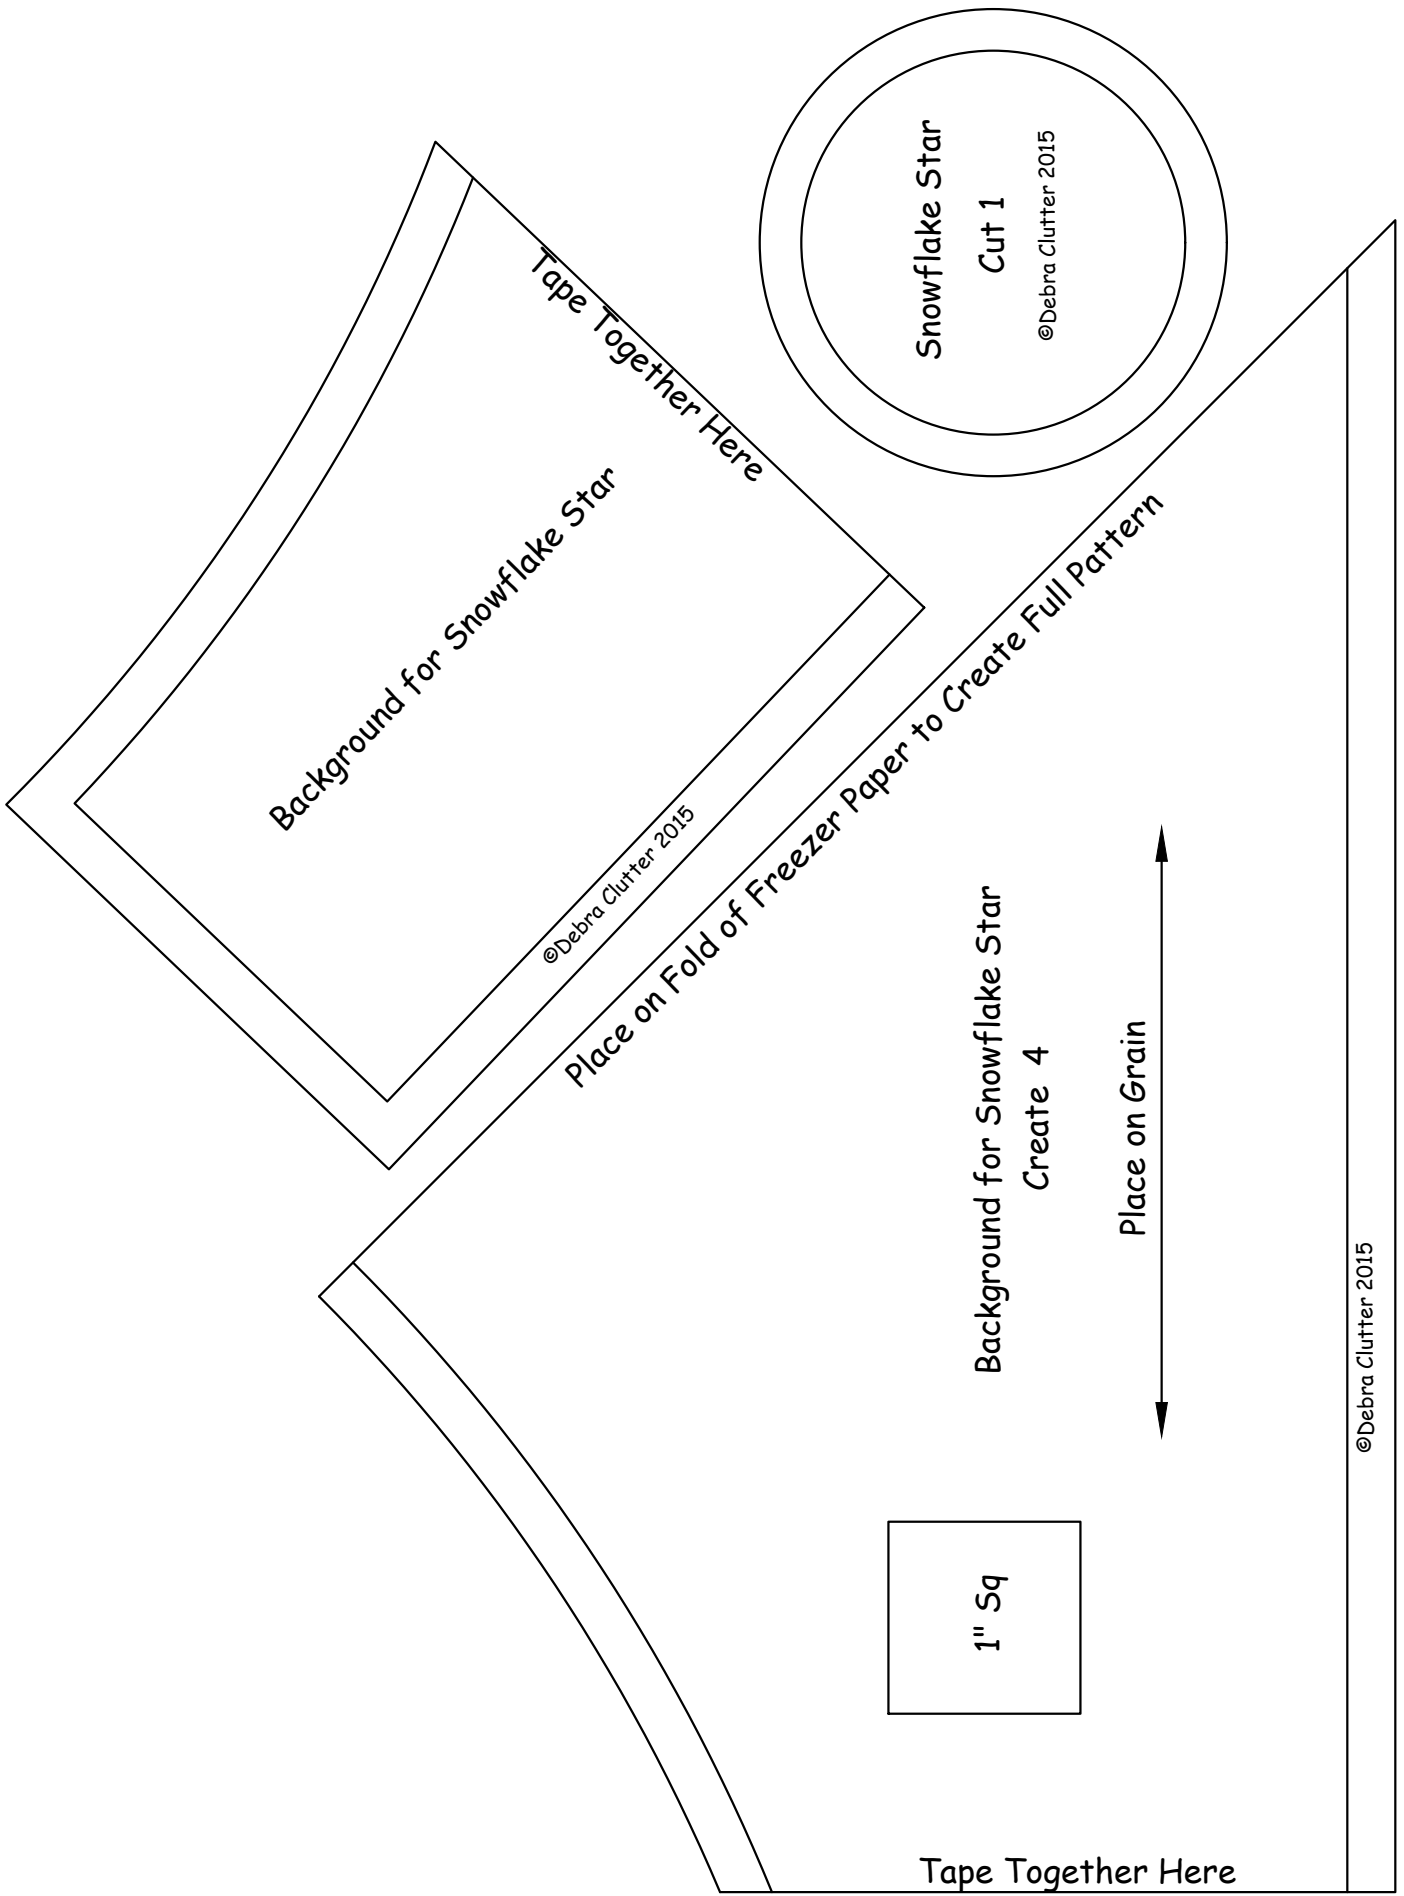 Snowflake Star
Cut 1
©Debra Clutter 2015
Tape Together Here
Background for Snowflake Star
©Debra Clutter 2015
Place on Fold of Freezer Paper to Create Full Pattern
Background for Snowflake Star
Create 4
Place on Grain
©Debra Clutter 2015
1" Sq
Tape Together Here